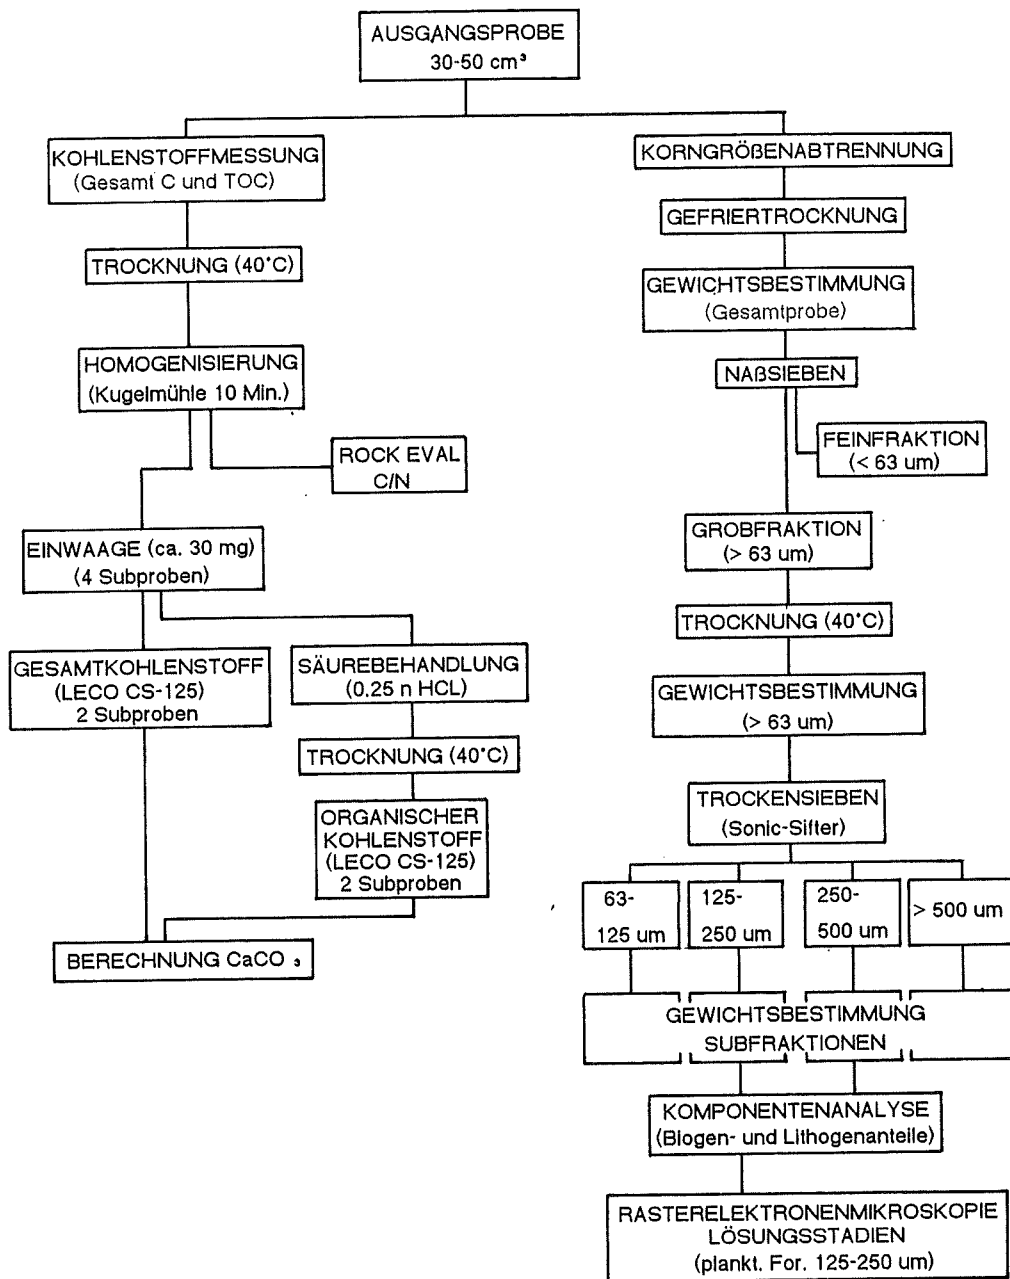 AUSGANGSPROBE
30-50 cm³
KOHLENSTOFFMESSUNG
(Gesamt C und TOC)
TROCKNUNG (40°C)
HOMOGENISIERUNG
(Kugelmühle 10 Min.)
ROCK EVAL
C/N
EINWAAGE (ca. 30 mg)
(4 Subproben)
GESAMTKOHLENSTOFF
(LECO CS-125)
2 Subproben
SÄUREBEHANDLUNG
(0.25 n HCL)
TROCKNUNG (40°C)
ORGANISCHER
KOHLENSTOFF
(LECO CS-125)
2 Subproben
BERECHNUNG CaCO ₃
KORNGRÖßENABTRENNUNG
GEFRIERTROCKNUNG
GEWICHTSBESTIMMUNG
(Gesamtprobe)
NAßSIEBEN
FEINFRAKTION
(< 63 um)
GROBFRAKTION
(> 63 um)
TROCKNUNG (40°C)
GEWICHTSBESTIMMUNG
(> 63 um)
TROCKENSIEBEN
(Sonic-Sifter)
63-
125 um
125-
250 um
250-
500 um
> 500 um
GEWICHTSBESTIMMUNG
SUBFRAKTIONEN
KOMPONENTENANALYSE
(Biogen- und Lithogenanteile)
RASTERELEKTRONENMIKROSKOPIE
LÖSUNGSSTADIEN
(plankt. For. 125-250 um)